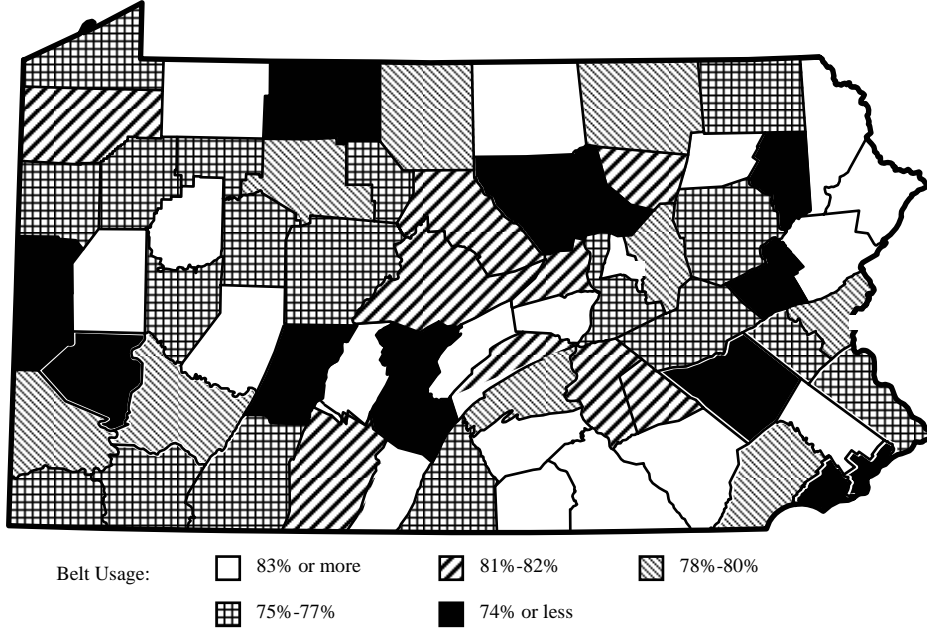 Belt Usage:
83% or more
81%-82%
78%-80%
75%-77%
74% or less